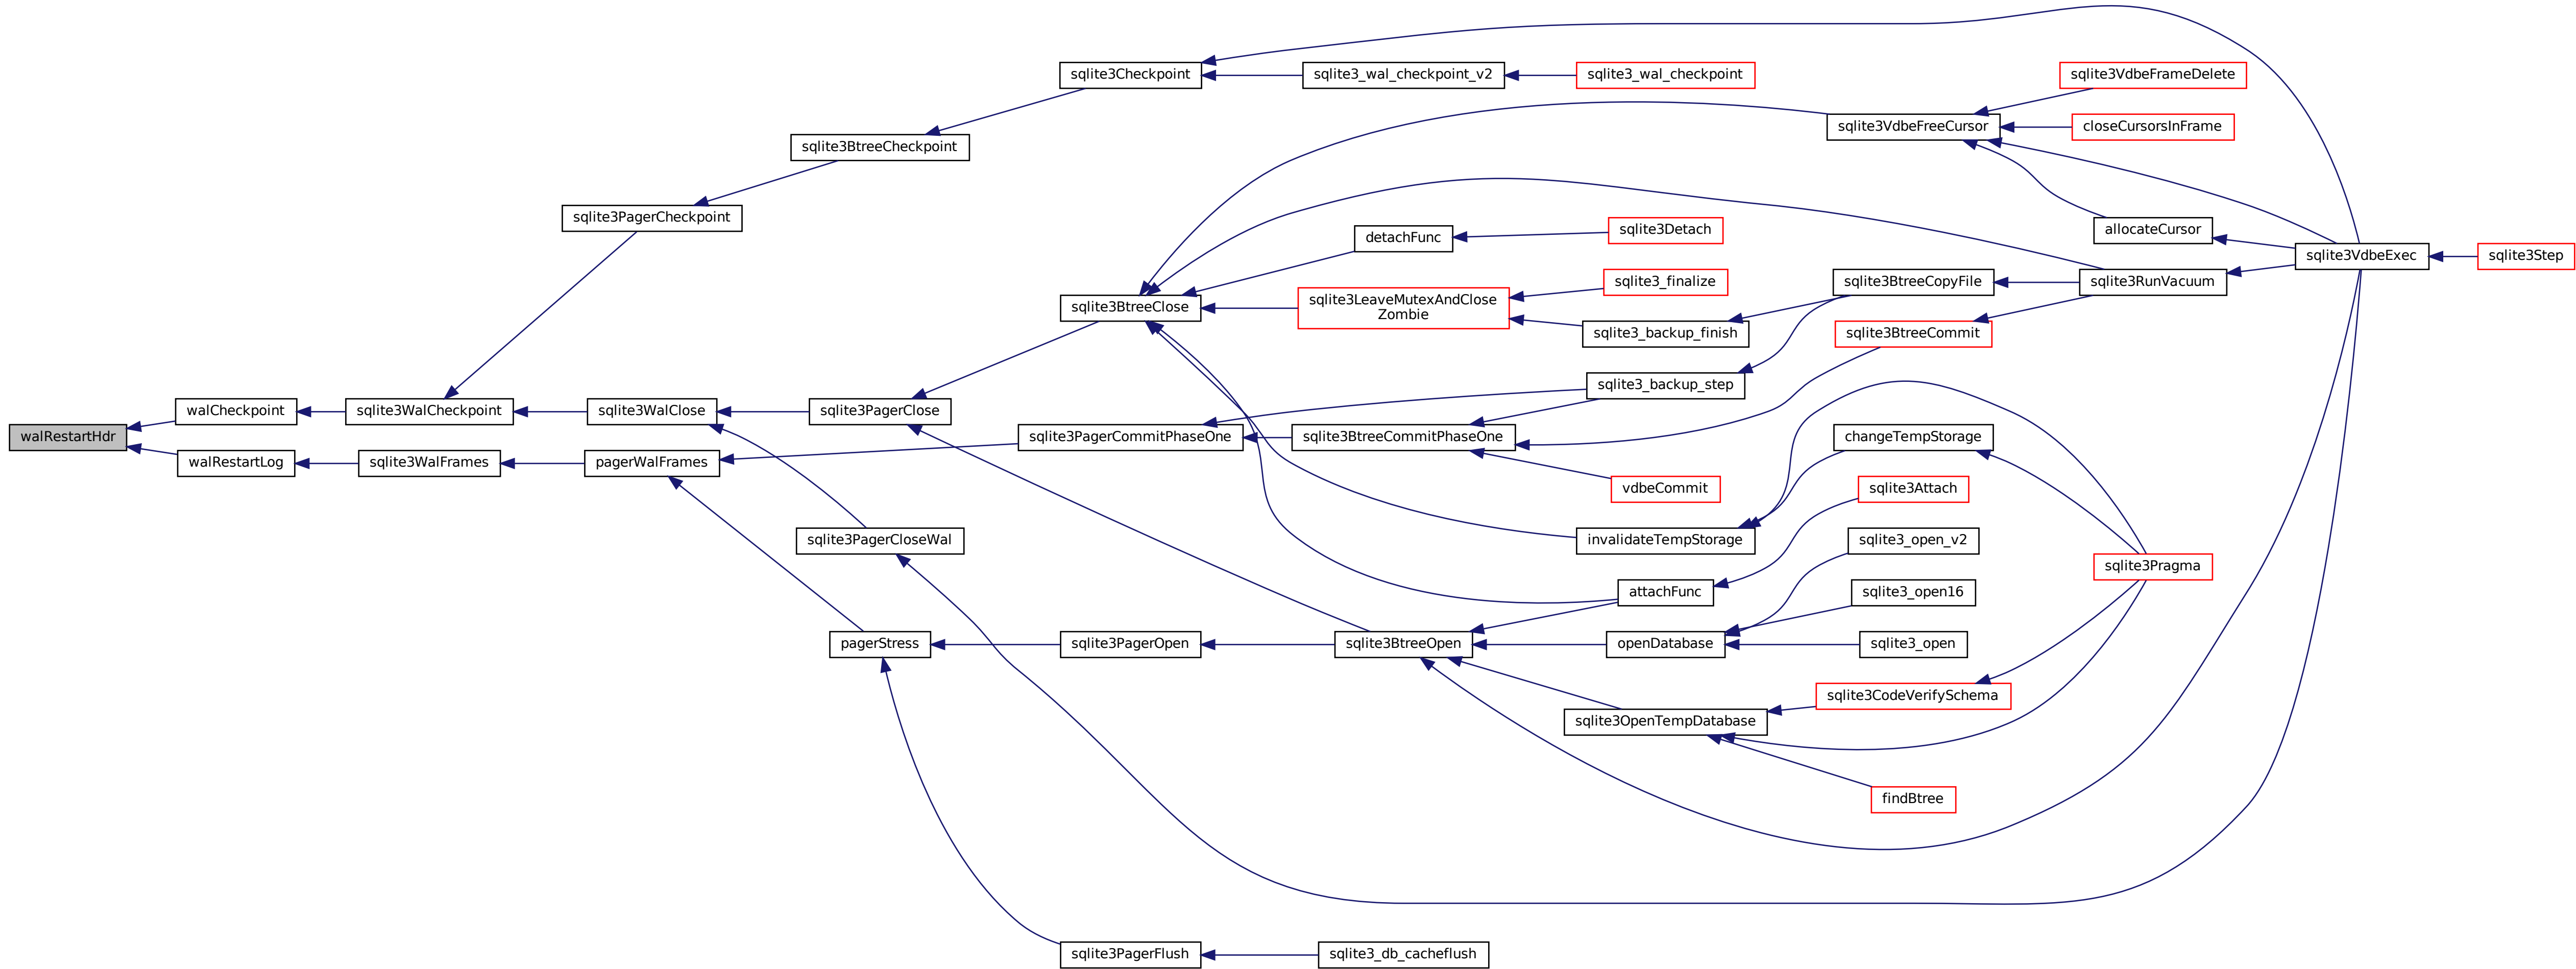 sqlite3Checkpoint
sqlite3_wal_checkpoint_v2
sqlite3_wal_checkpoint
sqlite3VdbeFrameDelete
sqlite3VdbeFreeCursor
closeCursorsInFrame
sqlite3BtreeCheckpoint
sqlite3PagerCheckpoint
detachFunc
sqlite3Detach
allocateCursor
sqlite3VdbeExec
sqlite3Step
sqlite3BtreeClose
sqlite3LeaveMutexAndClose
Zombie
sqlite3_finalize
sqlite3BtreeCopyFile
sqlite3RunVacuum
sqlite3_backup_finish
sqlite3BtreeCommit
sqlite3_backup_step
walRestartHdr
walCheckpoint
sqlite3WalCheckpoint
sqlite3WalClose
sqlite3PagerClose
walRestartLog
sqlite3WalFrames
pagerWalFrames
sqlite3PagerCommitPhaseOne
sqlite3BtreeCommitPhaseOne
changeTempStorage
vdbeCommit
sqlite3Attach
sqlite3PagerCloseWal
invalidateTempStorage
sqlite3_open_v2
sqlite3Pragma
attachFunc
sqlite3_open16
pagerStress
sqlite3PagerOpen
sqlite3BtreeOpen
openDatabase
sqlite3_open
sqlite3CodeVerifySchema
sqlite3OpenTempDatabase
findBtree
sqlite3PagerFlush
sqlite3_db_cacheflush